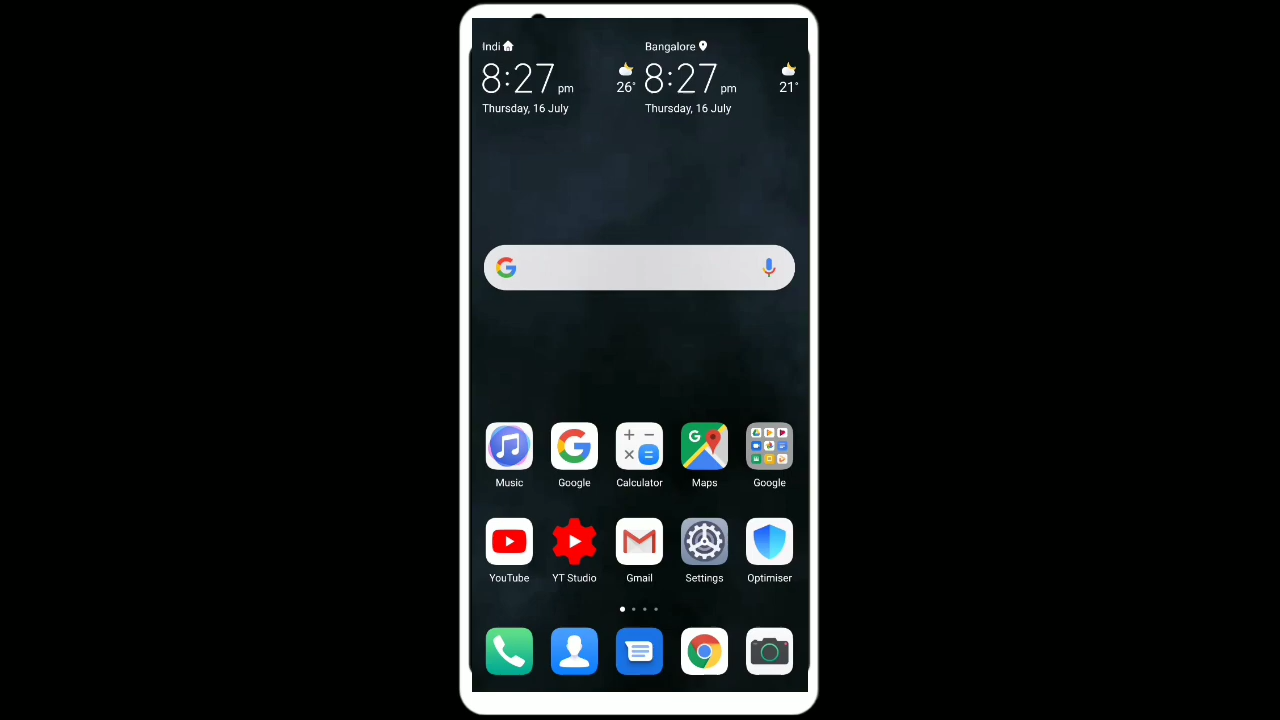 Indi
8:27 pm
26°
Thursday, 16 July
Bangalore
8:27 pm
21°
Thursday, 16 July
Music Google Calculator Maps Google
YouTube YT Studio Gmail Settings Optimiser